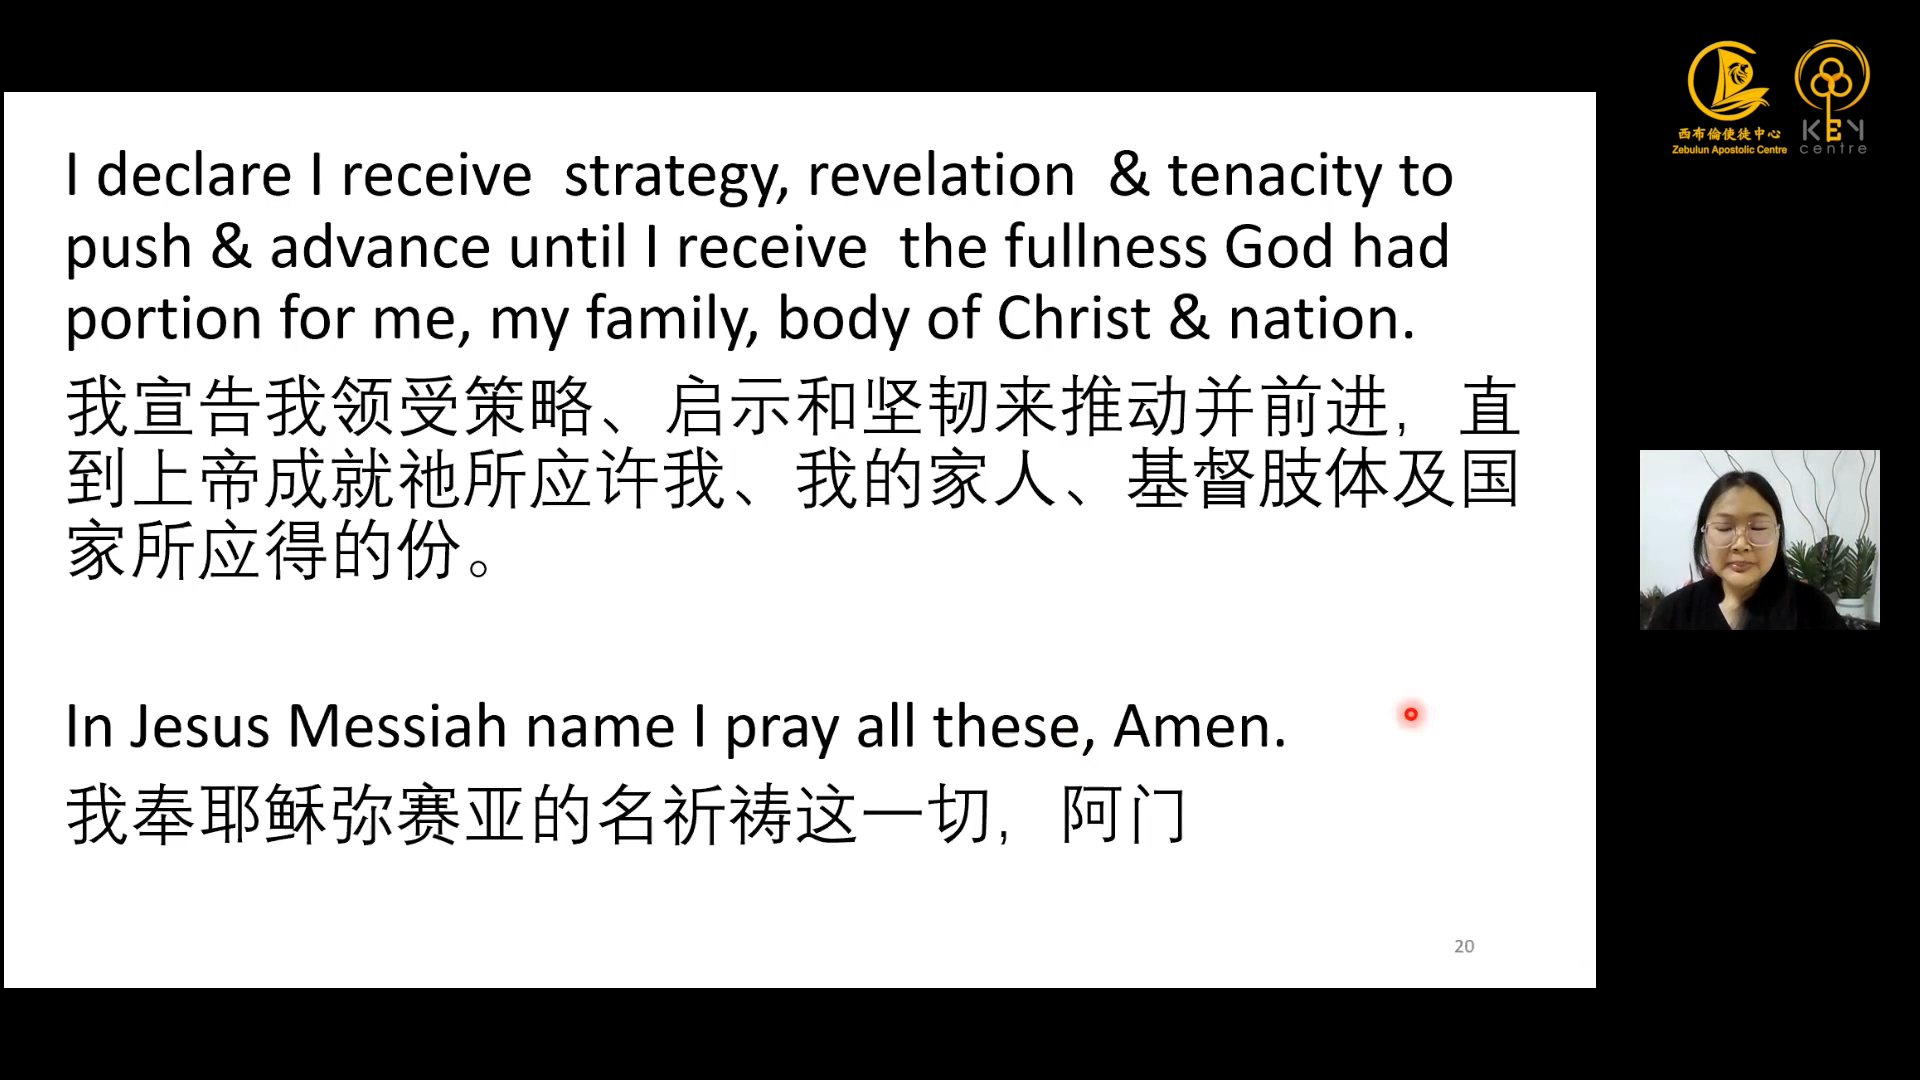 I declare I receive  strategy, revelation  & tenacity to
push & advance until I receive  the fullness God had
portion for me, my family, body of Christ & nation.
我宣告我领受策略、启示和坚韧来推动并前进，直
到上帝成就祂所应许我、我的家人、基督肢体及国
家所应得的份。
In Jesus Messiah name I pray all these, Amen.
我奉耶稣弥赛亚的名祈祷这一切，阿门
20
西布倫使徒中心
Zebulun Apostolic Centre
KEY
centre